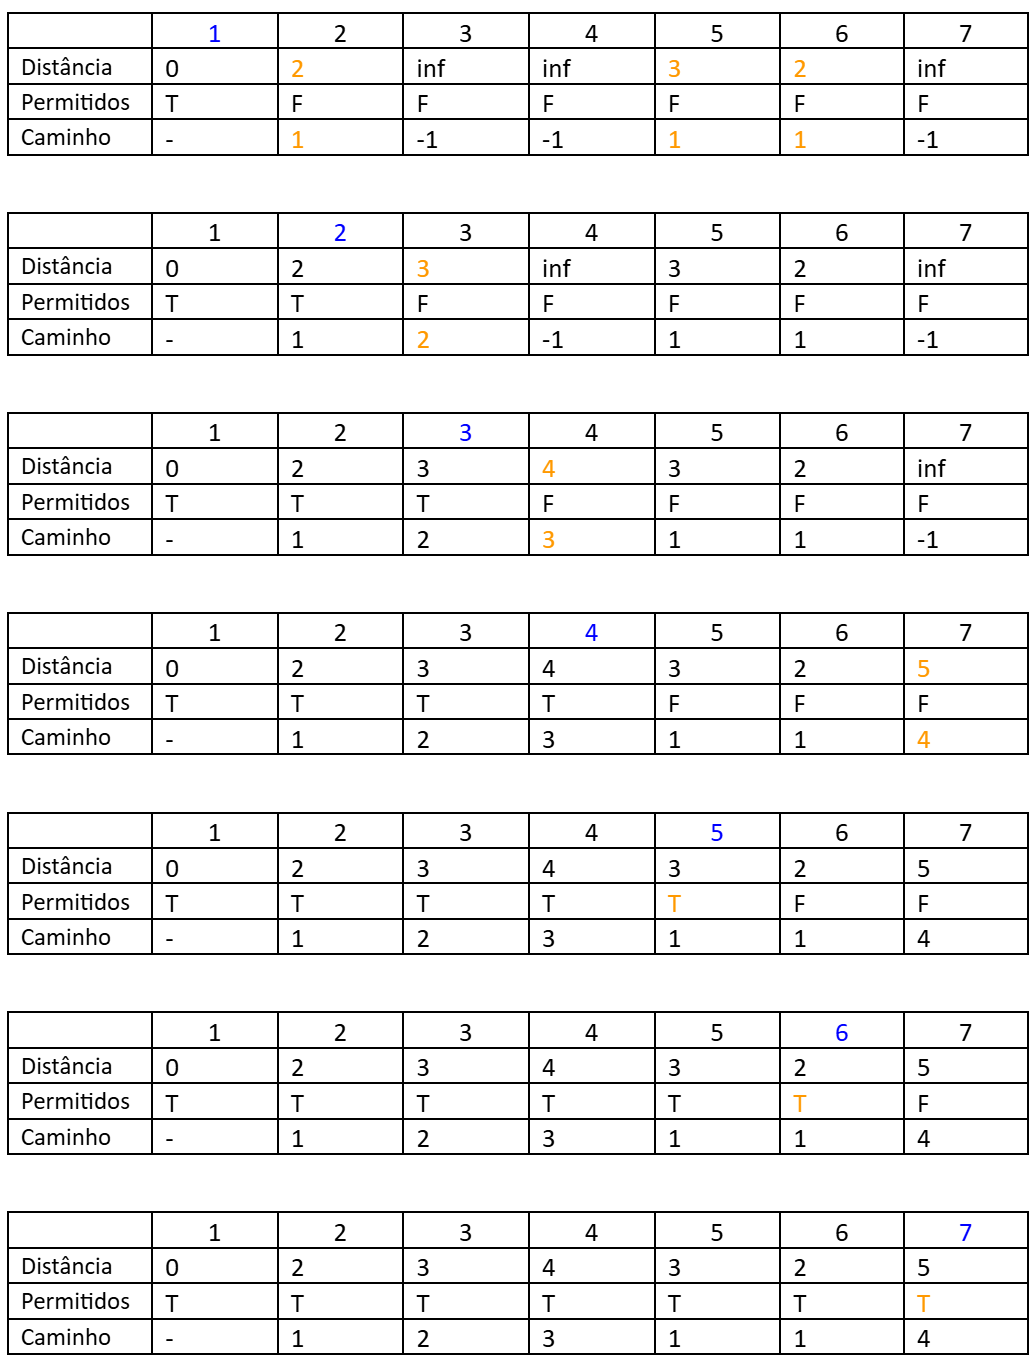 1 2 3 4 5 6 7
Distância 0 2 inf inf 3 2 inf
Permitidos T F F F F F F
Caminho - 1 -1 -1 1 1 -1
1 2 3 4 5 6 7
Distância 0 2 3 inf 3 2 inf
Permitidos T T F F F F F
Caminho - 1 2 -1 1 1 -1
1 2 3 4 5 6 7
Distância 0 2 3 4 3 2 inf
Permitidos T T T F F F F
Caminho - 1 2 3 1 1 -1
1 2 3 4 5 6 7
Distância 0 2 3 4 3 2 5
Permitidos T T T T F F F
Caminho - 1 2 3 1 1 4
1 2 3 4 5 6 7
Distância 0 2 3 4 3 2 5
Permitidos T T T T T F F
Caminho - 1 2 3 1 1 4
1 2 3 4 5 6 7
Distância 0 2 3 4 3 2 5
Permitidos T T T T T T F
Caminho - 1 2 3 1 1 4
1 2 3 4 5 6 7
Distância 0 2 3 4 3 2 5
Permitidos T T T T T T T
Caminho - 1 2 3 1 1 4